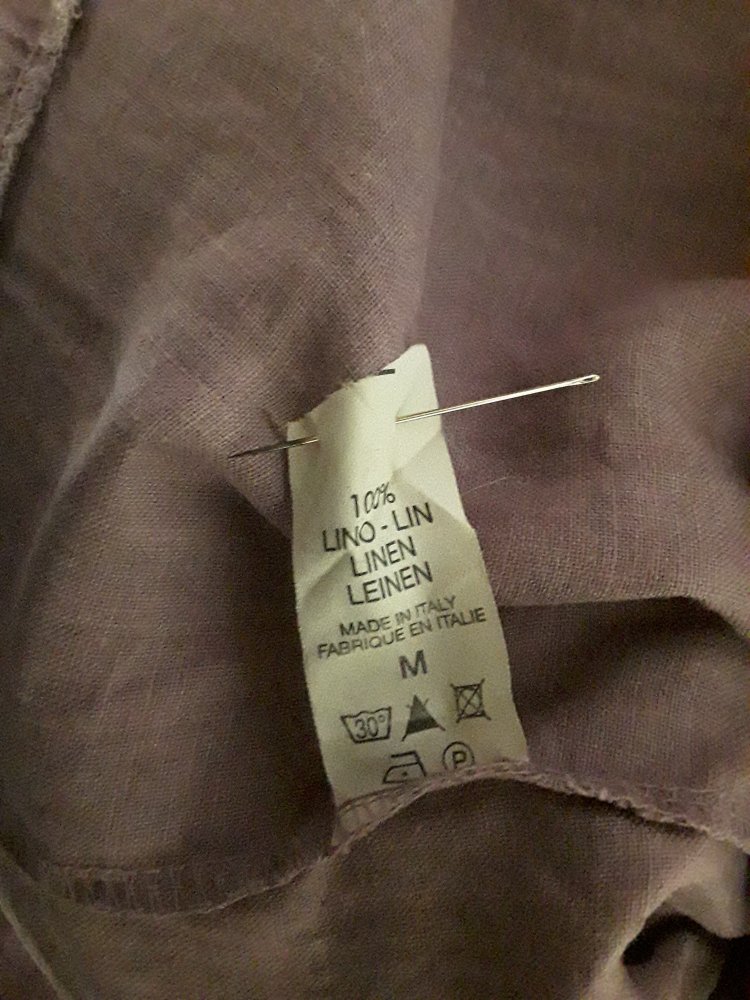 100%
LINO - LIN
LINEN
LEINEN
MADE IN ITALY
FABRIQUE EN ITALIE
M
30°
P